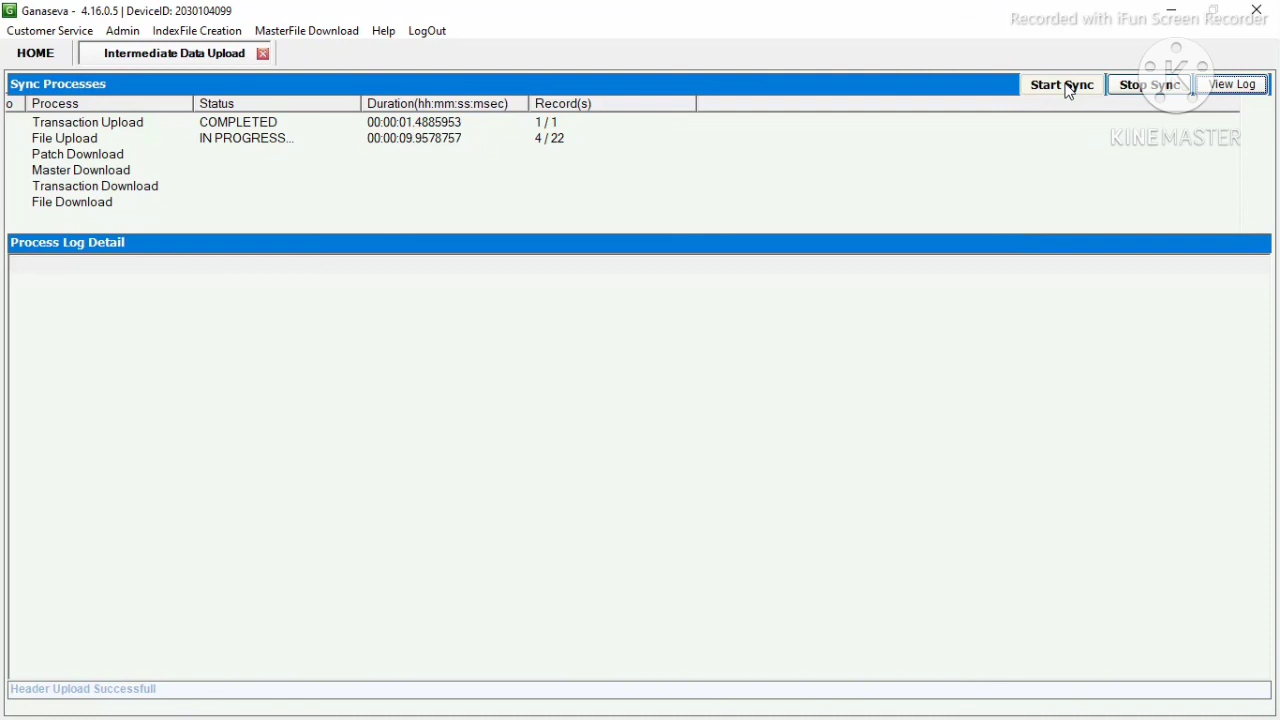 Ganaseva - 4.16.0.5 | DeviceID: 2030104099
Recorded with iFun Screen Recorder
Customer Service Admin IndexFile Creation MasterFile Download Help LogOut
HOME Intermediate Data Upload
Sync Processes Start Sync Stop Sync View Log
o Process Status Duration(hh:mm:ss:msec) Record(s)
Transaction Upload COMPLETED 00:00:01.4885953 1 / 1
File Upload IN PROGRESS... 00:00:09.9578757 4 / 22
KINEMASTER
Patch Download
Master Download
Transaction Download
File Download
Process Log Detail
Header Upload Successfull